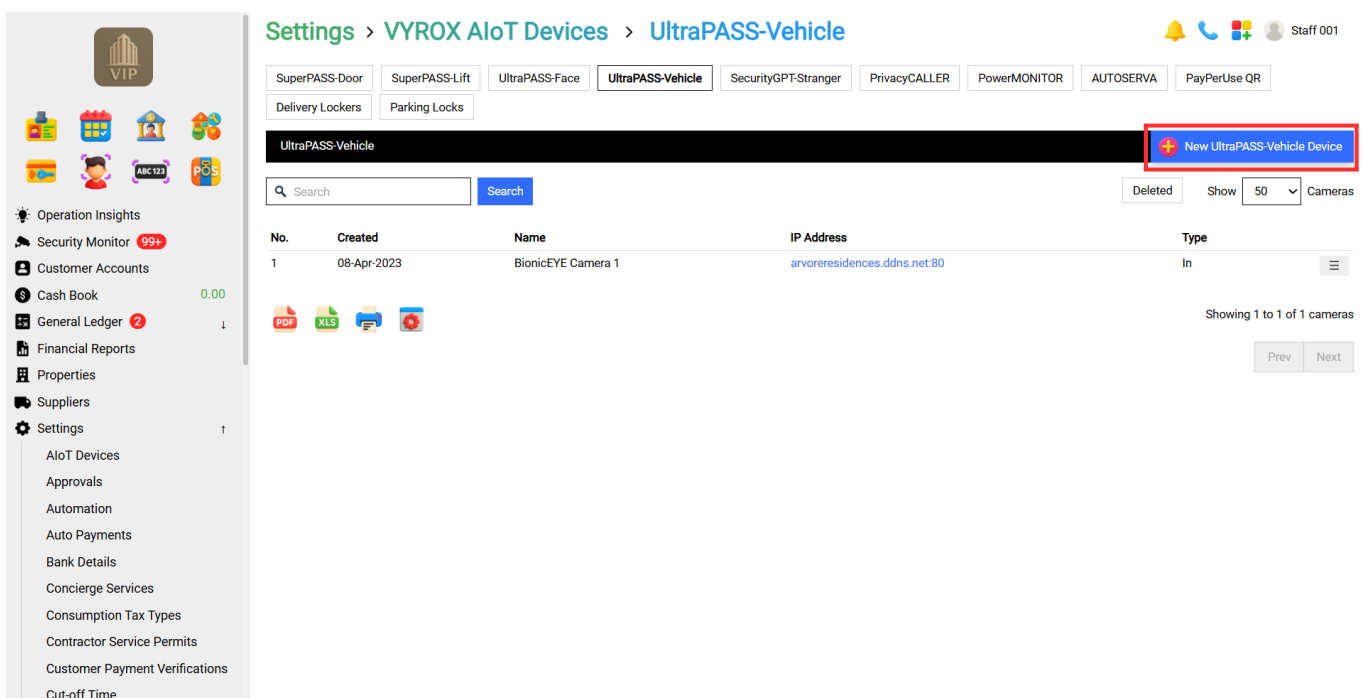 VIP
ABC 123
POS
Operation Insights
Security Monitor 99+
Customer Accounts
Cash Book 0.00
General Ledger 2 ↓
Financial Reports
Properties
Suppliers
Settings ↑
AIoT Devices
Approvals
Automation
Auto Payments
Bank Details
Concierge Services
Consumption Tax Types
Contractor Service Permits
Customer Payment Verifications
Cut-off Time
Settings › VYROX AIoT Devices › UltraPASS-Vehicle
Staff 001
SuperPASS-Door SuperPASS-Lift UltraPASS-Face UltraPASS-Vehicle SecurityGPT-Stranger PrivacyCALLER PowerMONITOR AUTOSERVA PayPerUse QR
Delivery Lockers Parking Locks
UltraPASS-Vehicle New UltraPASS-Vehicle Device
Search Search Deleted Show 50 Cameras
No. Created Name IP Address Type
1 08-Apr-2023 BionicEYE Camera 1 arvoreresidences.ddns.net:80 In
PDF XLS
Showing 1 to 1 of 1 cameras
Prev Next